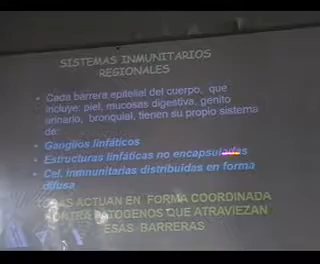 SISTEMAS INMUNITARIOS
REGIONALES
• Cada barrera epitelial del cuerpo, que
incluye: piel, mucosas digestiva, genito
urinario, bronquial, tienen su propio sistema
de:
• Ganglios linfáticos
• Estructuras linfáticas no encapsuladas
• Cel. inmnunitarias distribuidas en forma
difusa
TODAS ACTUAN EN FORMA COORDINADA
CONTRA PATOGENOS QUE ATRAVIEZAN
ESAS BARRERAS